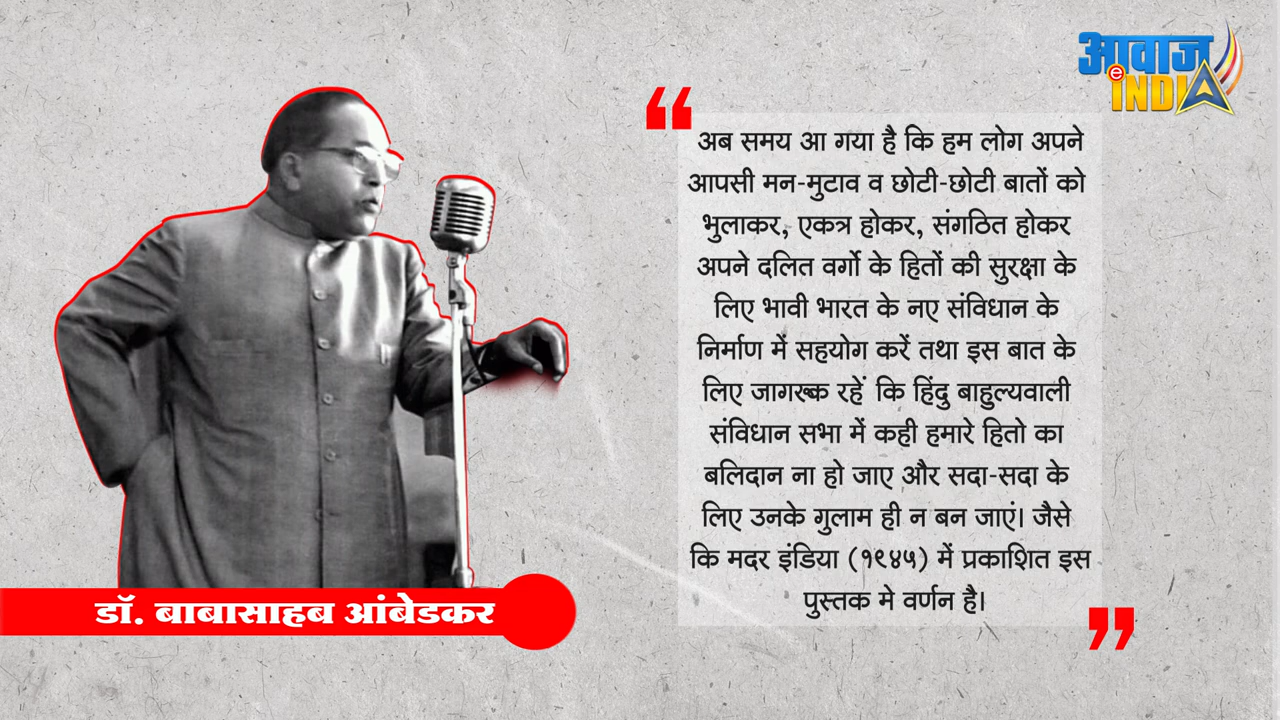 आवाज
e INDIA
अब समय आ गया है कि हम लोग अपने
आपसी मन-मुटाव व छोटी-छोटी बातों को
भुलाकर, एकत्र होकर, संगठित होकर
अपने दलित वर्गो के हितों की सुरक्षा के
लिए भावी भारत के नए संविधान के
निर्माण में सहयोग करें तथा इस बात के
लिए जागरूक रहें कि हिंदु बाहुल्यवाली
संविधान सभा में कही हमारे हितो का
बलिदान ना हो जाए और सदा-सदा के
लिए उनके गुलाम ही न बन जाएं। जैसे
कि मदर इंडिया (१९४५) में प्रकाशित इस
पुस्तक मे वर्णन है।
डॉ. बाबासाहब आंबेडकर